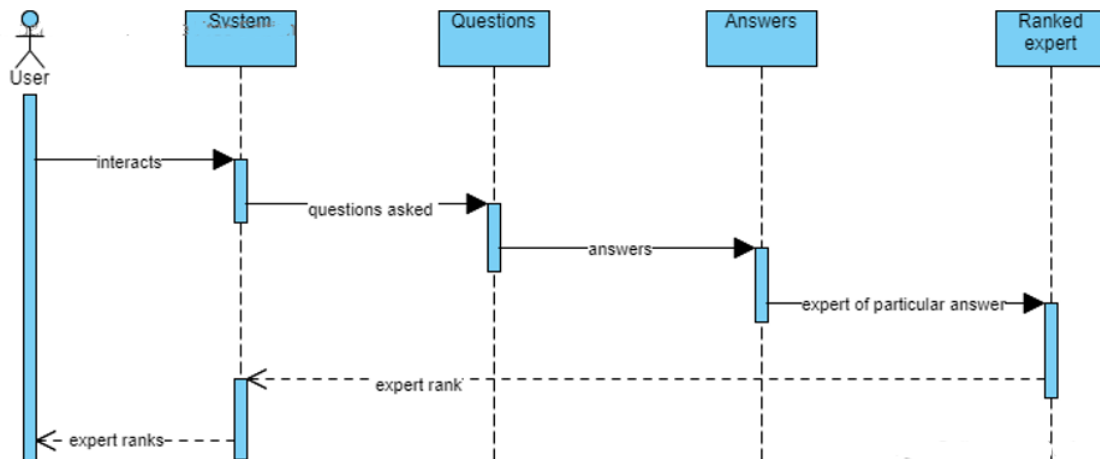 System
Questions
Answers
Ranked
expert
User
interacts
questions asked
answers
expert of particular answer
expert rank
expert ranks